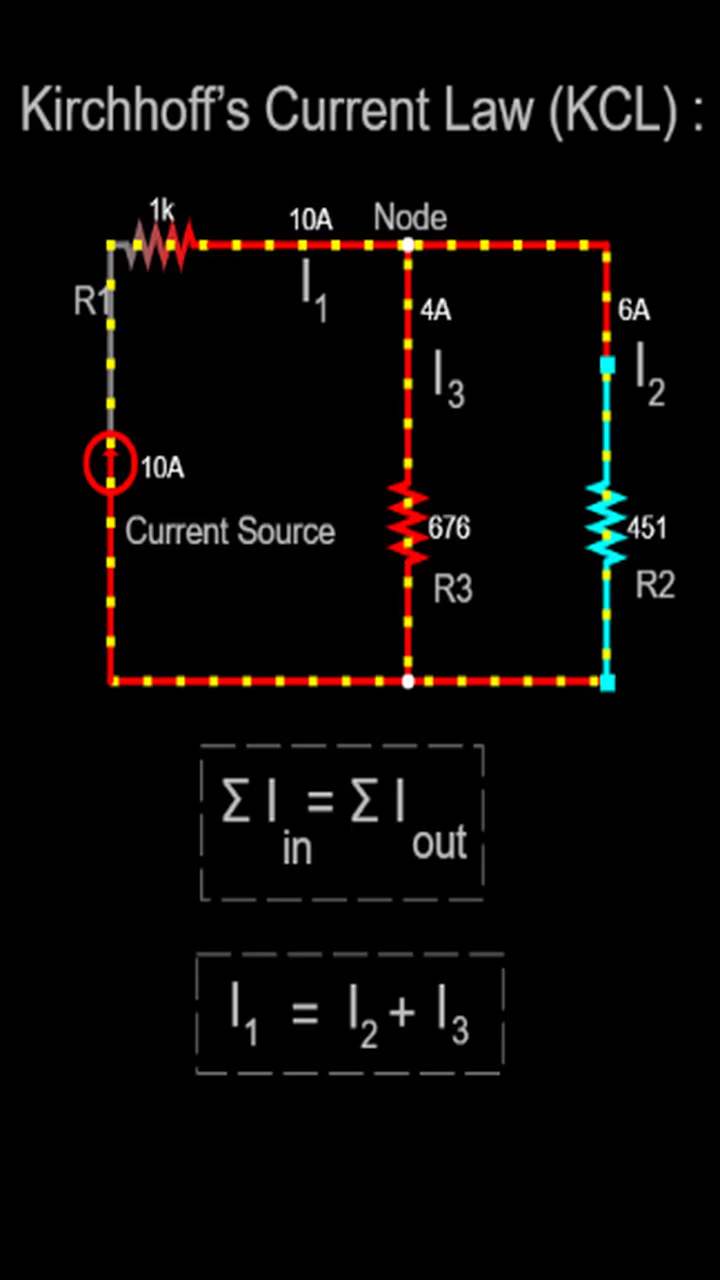 Kirchhoff's Current Law (KCL) :
1k
10A
Node
R1
I1
4A
6A
I3
I2
10A
Current Source
676
451
R3
R2
Σ I in = Σ I out
I1 = I2 + I3